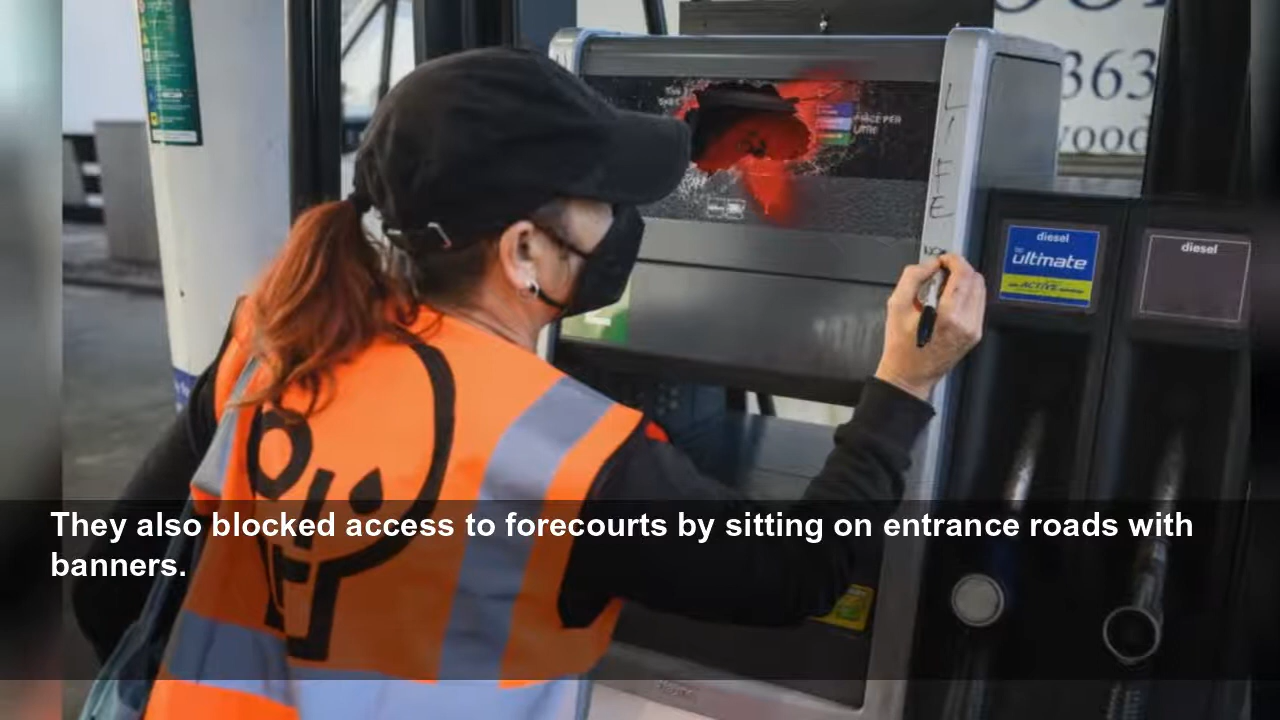 363
wood
PRICE PER
LITRE
L
I
F
E
diesel
ultimate
ACTIVE
diesel
They also blocked access to forecourts by sitting on entrance roads with
banners.